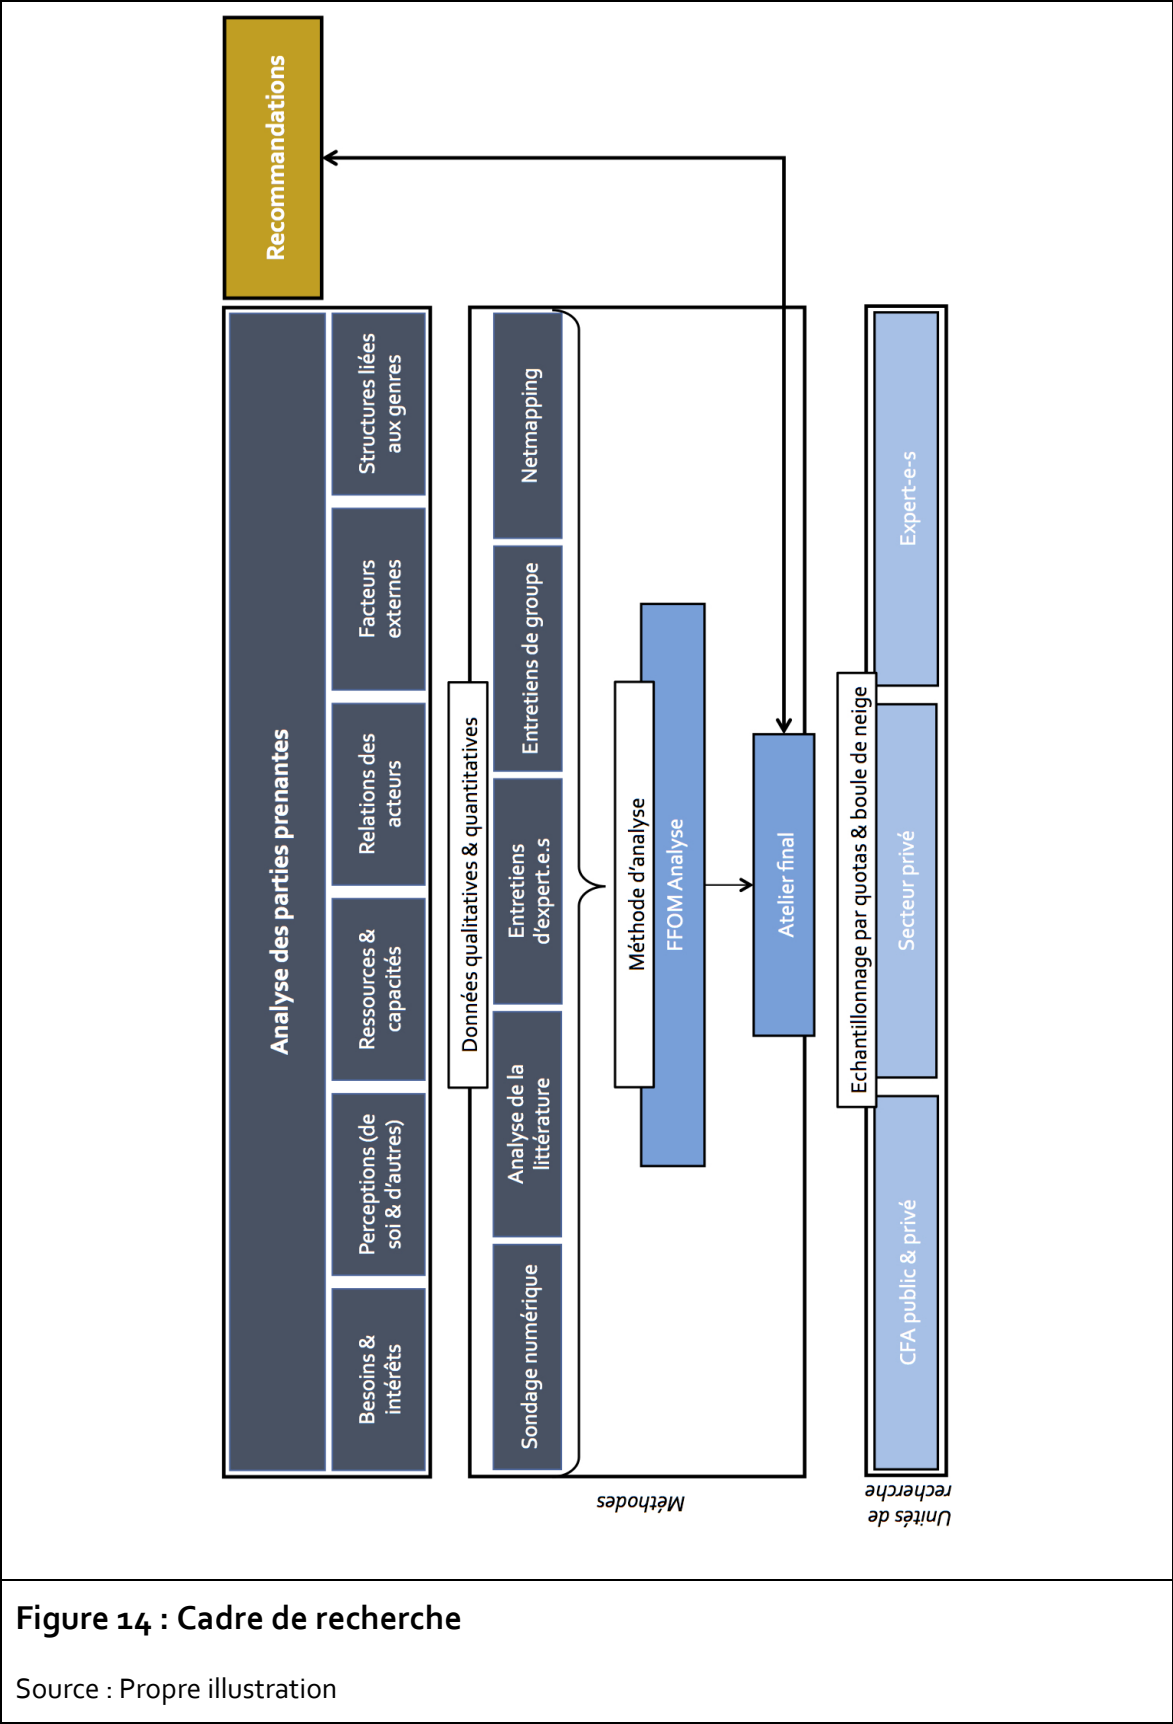 Recommandations
Analyse des parties prenantes
Besoins &
intérêts
Perceptions (de
soi & d'autres)
Ressources &
capacités
Relations des
acteurs
Facteurs
externes
Structures liées
aux genres
Méthodes
Données qualitatives & quantitatives
Sondage numérique
Analyse de la
littérature
Entretiens
d'expert.e.s
Entretiens de groupe
Netmapping
Méthode d'analyse
FFOM Analyse
Atelier final
Unités de
recherche
Echantillonnage par quotas & boule de neige
CFA public & privé
Secteur privé
Expert-e-s
Figure 14 : Cadre de recherche
Source : Propre illustration